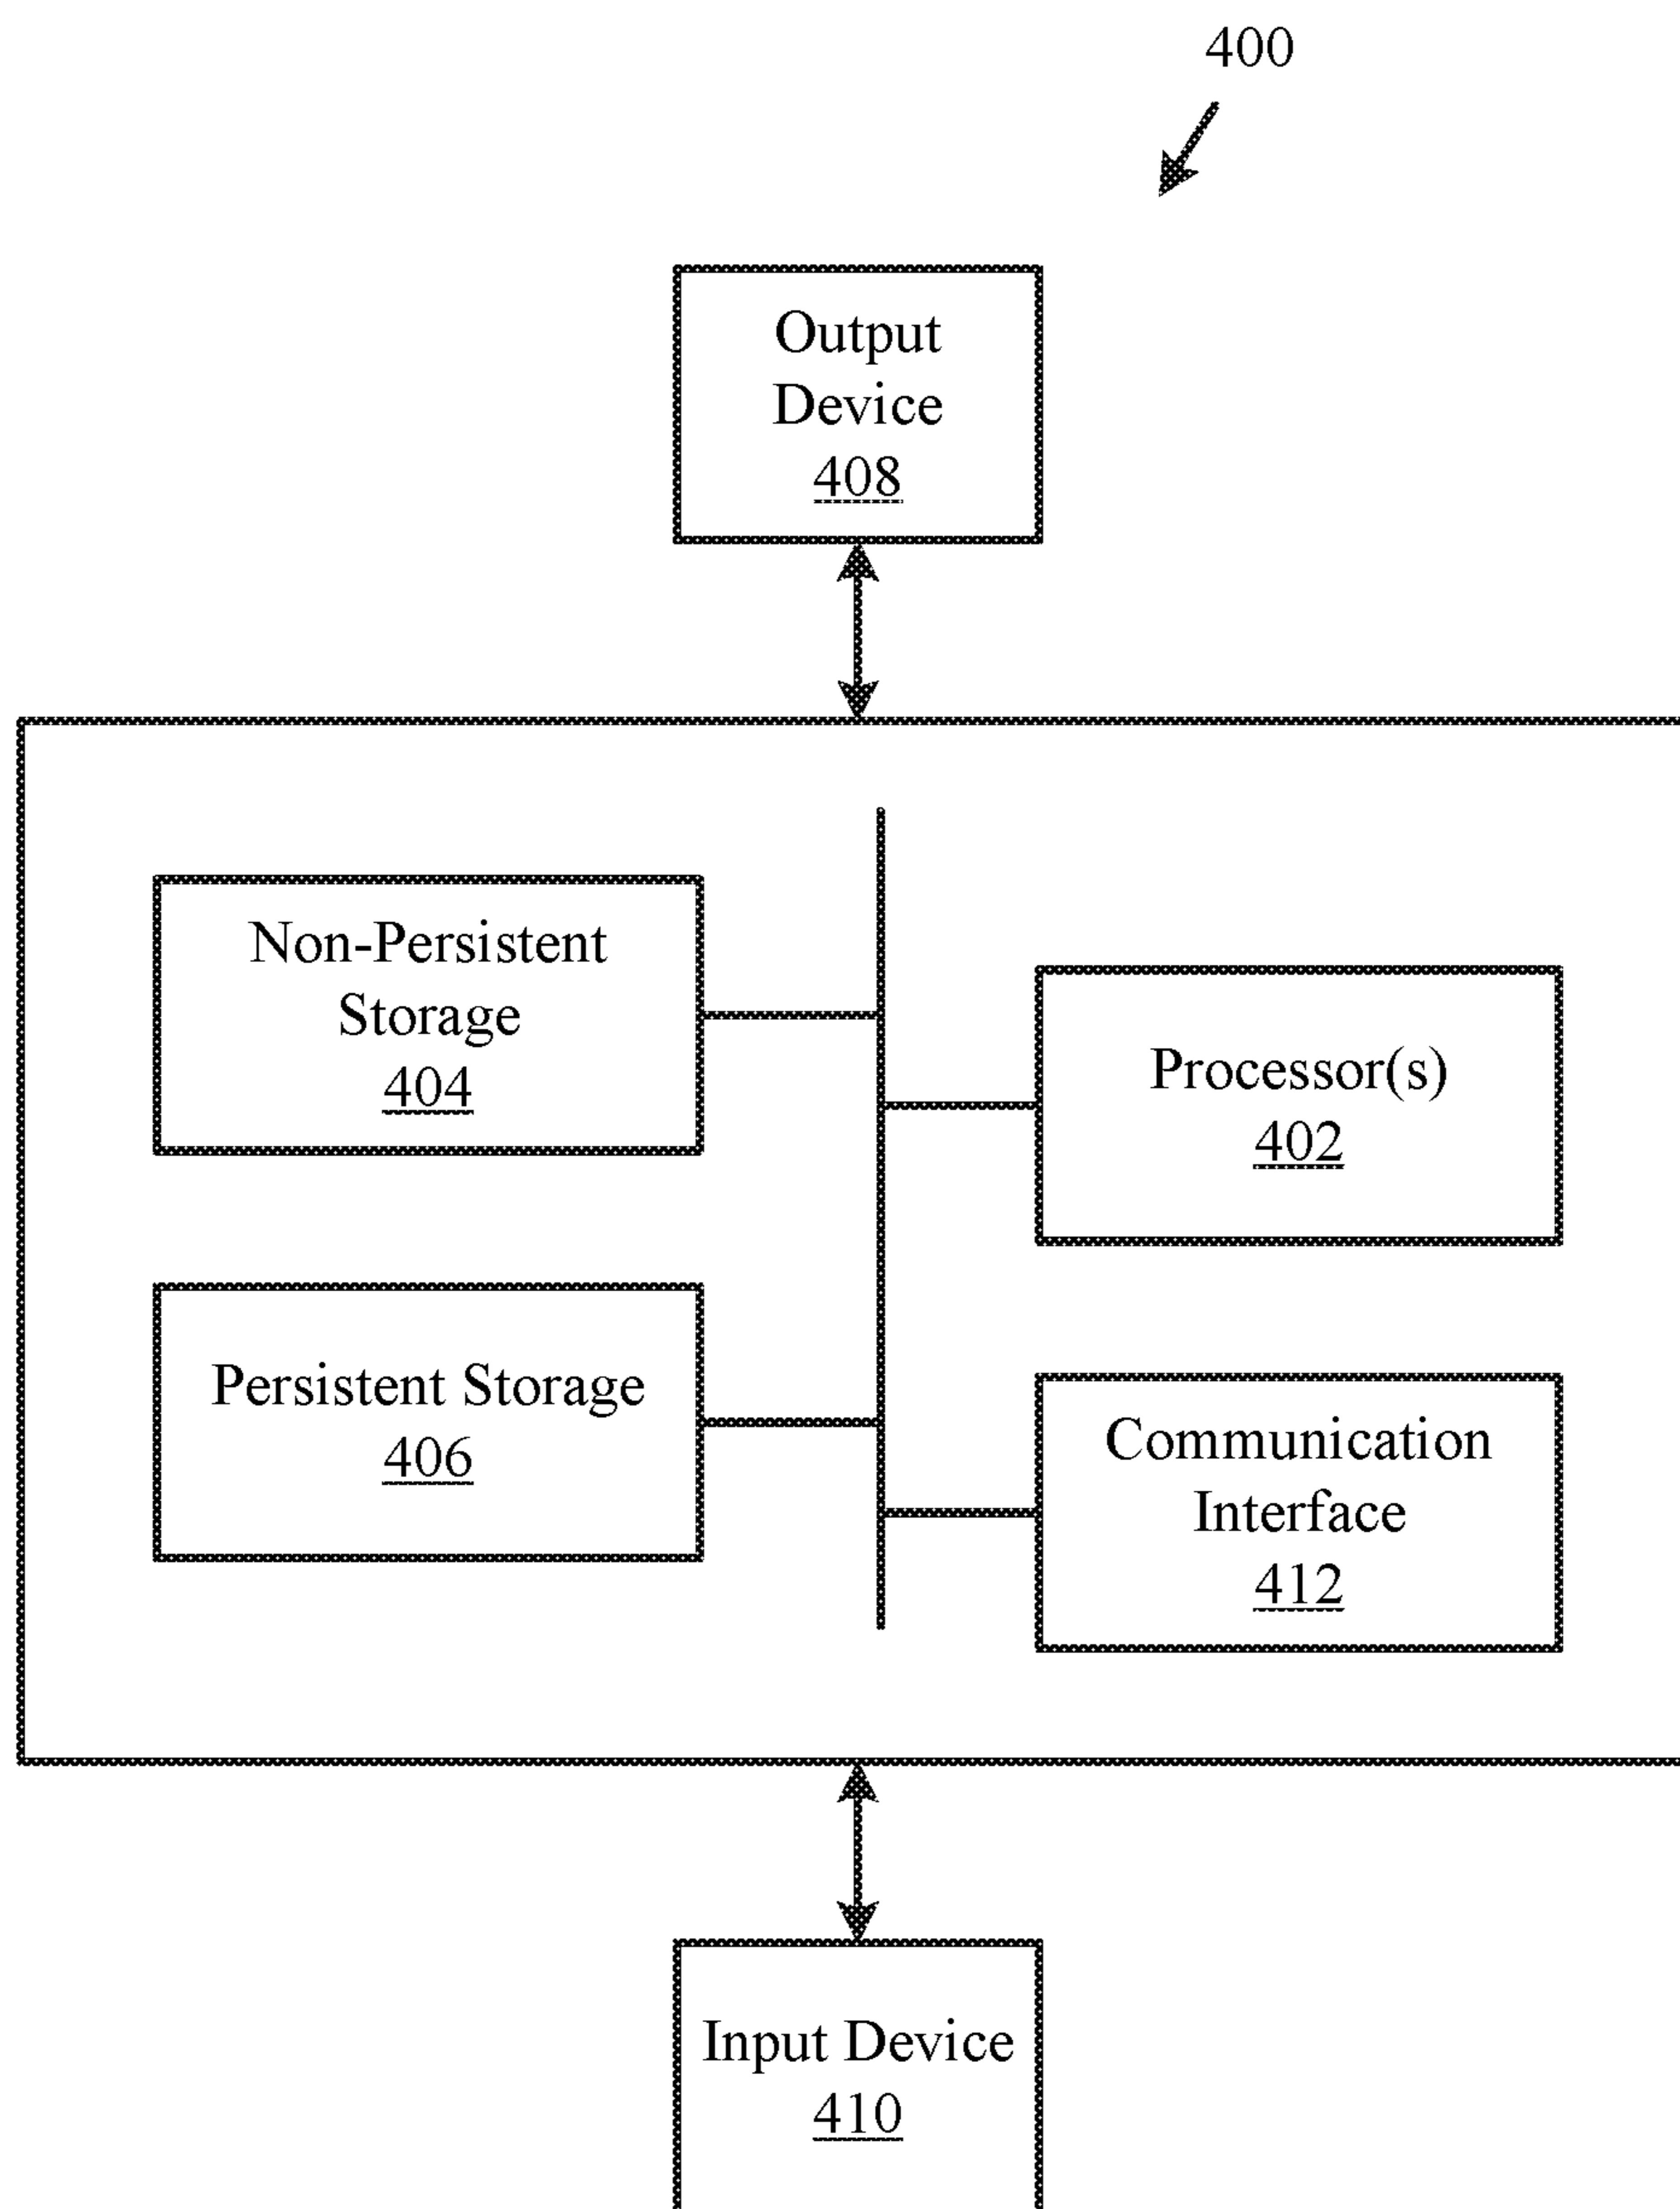 400
Output
Device
408
Non-Persistent
Storage
404
Processor(s)
402
Persistent Storage
406
Communication
Interface
412
Input Device
410